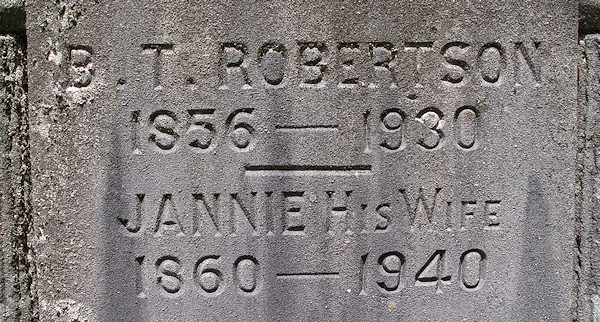 B. T. ROBERTSON
1856 — 1930
JANNIE HIS WIFE
1860 — 1940